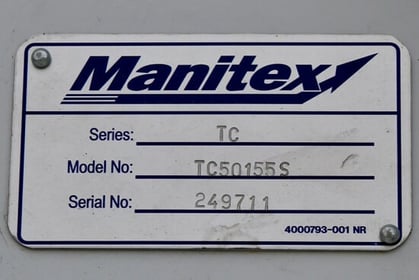 Manitex
Series: TC
Model No: TC50155S
Serial No: 249711
4000793-001 NR